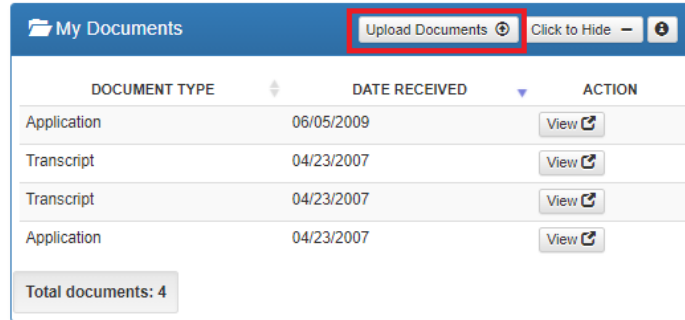 My Documents Upload Documents Click to Hide
DOCUMENT TYPE DATE RECEIVED ACTION
Application 06/05/2009 View
Transcript 04/23/2007 View
Transcript 04/23/2007 View
Application 04/23/2007 View
Total documents: 4